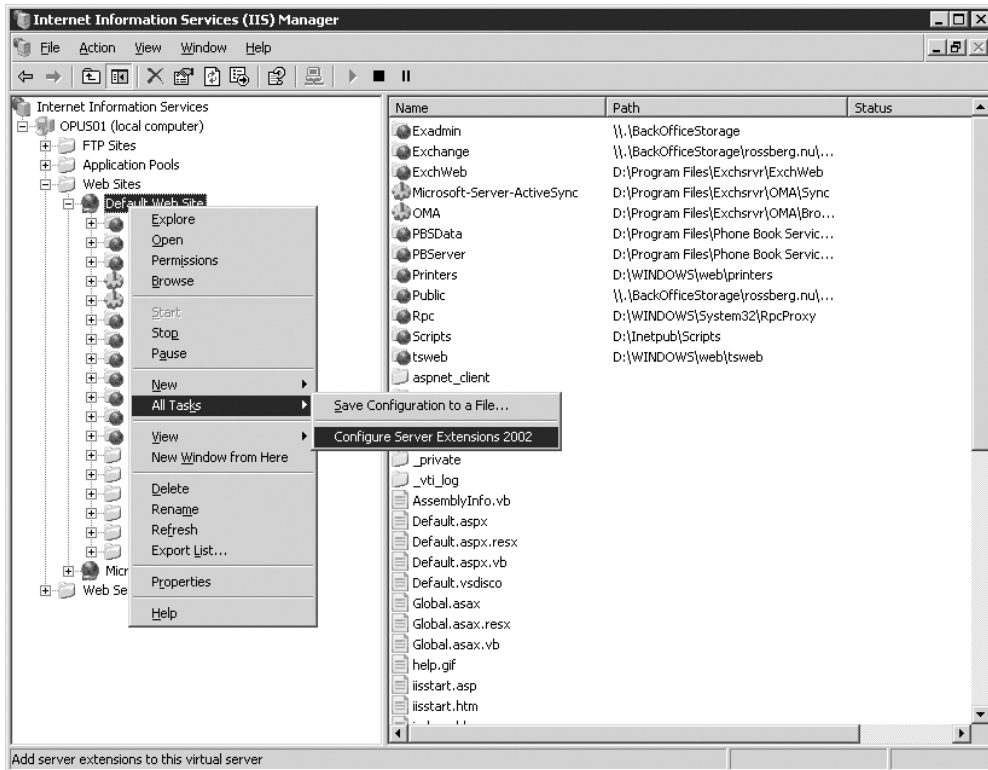 Internet Information Services (IIS) Manager
File Action View Window Help
Internet Information Services
OPUS01 (local computer)
FTP Sites
Application Pools
Web Sites
Default Web Site
Micr
Web Se
Explore
Open
Permissions
Browse
Start
Stop
Pause
New
All Tasks
View
New Window from Here
Delete
Rename
Refresh
Export List...
Properties
Help
Save Configuration to a File...
Configure Server Extensions 2002
Name Path Status
Exadmin \\.\BackOfficeStorage
Exchange \\.\BackOfficeStorage\rossberg.nu\...
ExchWeb D:\Program Files\Exchsrvr\ExchWeb
Microsoft-Server-ActiveSync D:\Program Files\Exchsrvr\OMA\Sync
OMA D:\Program Files\Exchsrvr\OMA\Bro...
PBSData D:\Program Files\Phone Book Servic...
PBServer D:\Program Files\Phone Book Servic...
Printers D:\WINDOWS\web\printers
Public \\.\BackOfficeStorage\rossberg.nu\...
Rpc D:\WINDOWS\System32\RpcProxy
Scripts D:\Inetpub\Scripts
tsweb D:\WINDOWS\web\tsweb
aspnet_client
_private
_vti_log
AssemblyInfo.vb
Default.aspx
Default.aspx.resx
Default.aspx.vb
Default.vsdisco
Global.asax
Global.asax.resx
Global.asax.vb
help.gif
iisstart.asp
iisstart.htm
Add server extensions to this virtual server